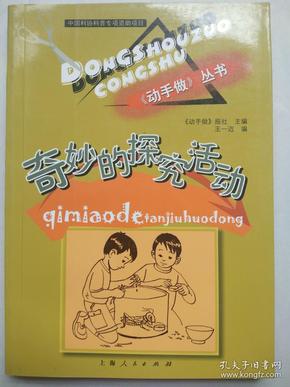 中国科协科普专项资助项目
DONGSHOUZUO
CONGSHU
《动手做》丛书
《动手做》报社 主编
王一迈 编
奇妙的探究活动
qimiaodetanjiuhuodong
上海人民出版社
孔夫子旧书网